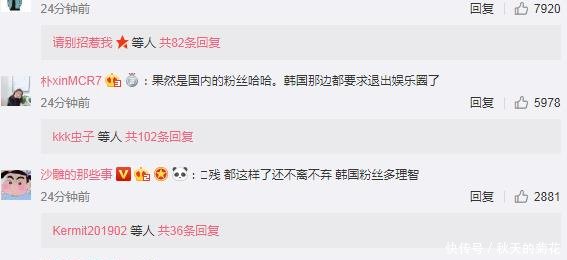 24分钟前 回复 7920
请别招惹我 等人 共82条回复
朴xinMCR7 ：果然是国内的粉丝哈哈。韩国那边都要求退出娱乐圈了
24分钟前 回复 5978
kkk虫子 等人 共102条回复
沙雕的那些事 V ：⊐残 都这样了还不离不弃 韩国粉丝多理智
24分钟前 回复 2881
Kermit201902 等人 共36条回复
快传号／秋天的菊花